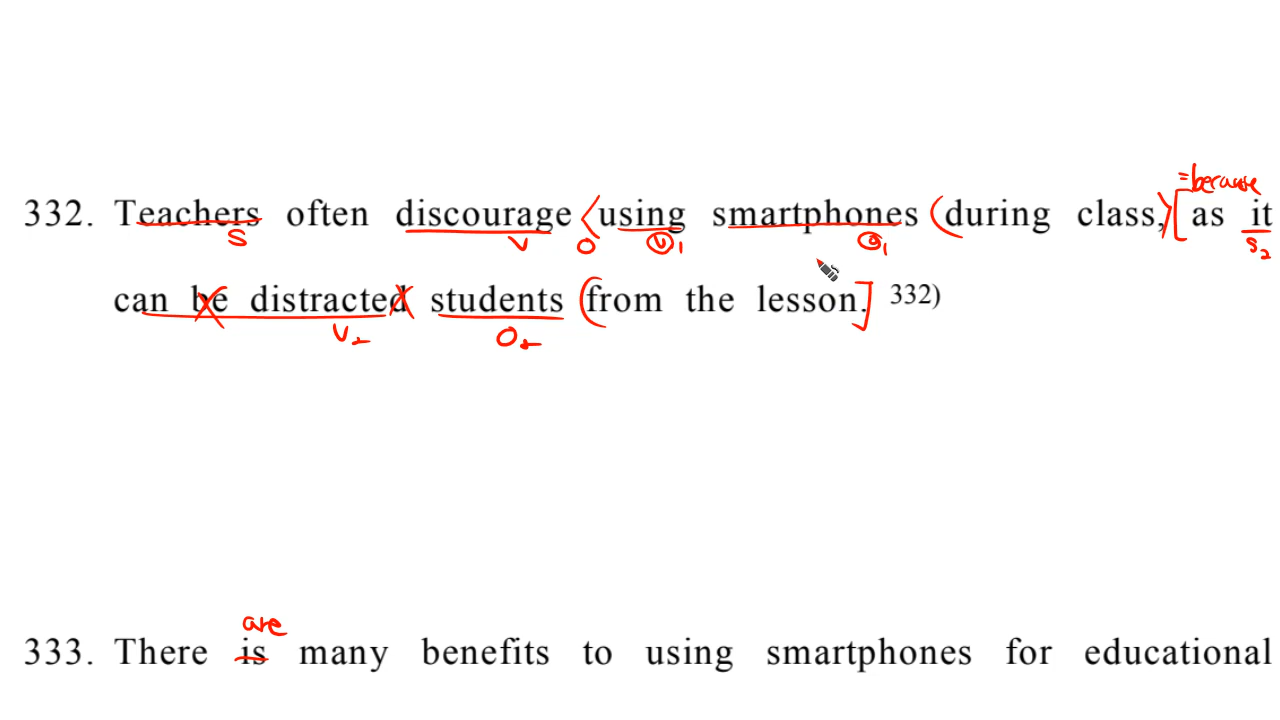 =because
332. Teachers often discourage using smartphones (during class,) [as it
S V O V1 O1 S2
can be distracted students (from the lesson.] 332)
V2 O2
are
333. There is many benefits to using smartphones for educational